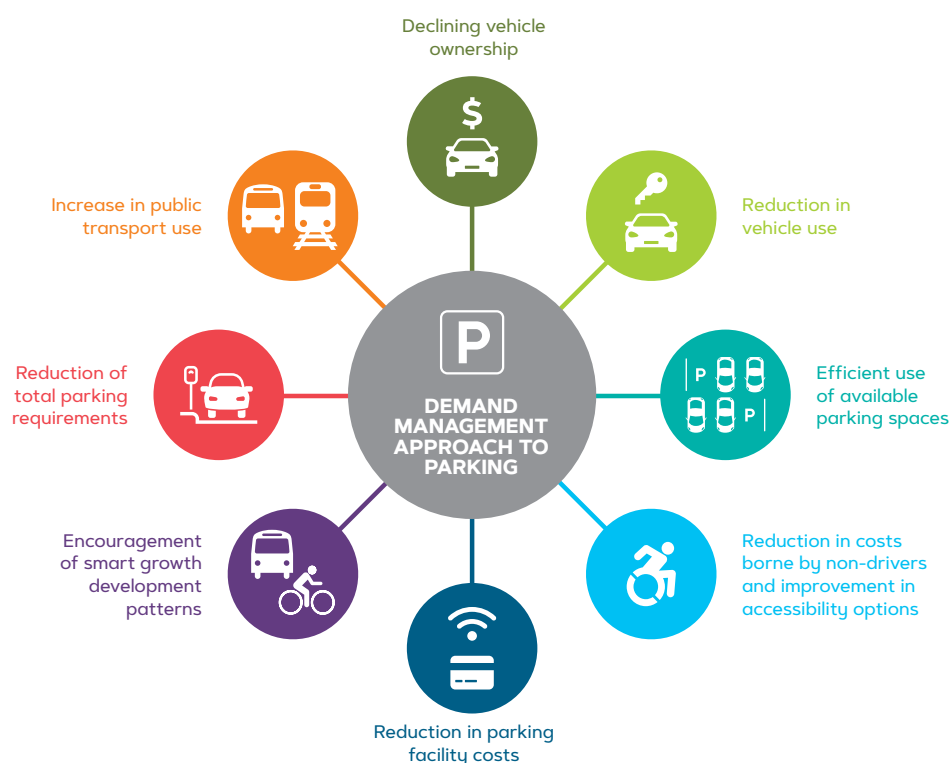 Declining vehicle
ownership
$
Increase in public
transport use
Reduction in
vehicle use
P
DEMAND
MANAGEMENT
APPROACH TO
PARKING
Reduction of
total parking
requirements
P
P
Efficient use
of available
parking spaces
Encouragement
of smart growth
development
patterns
Reduction in costs
borne by non-drivers
and improvement in
accessibility options
Reduction in parking
facility costs